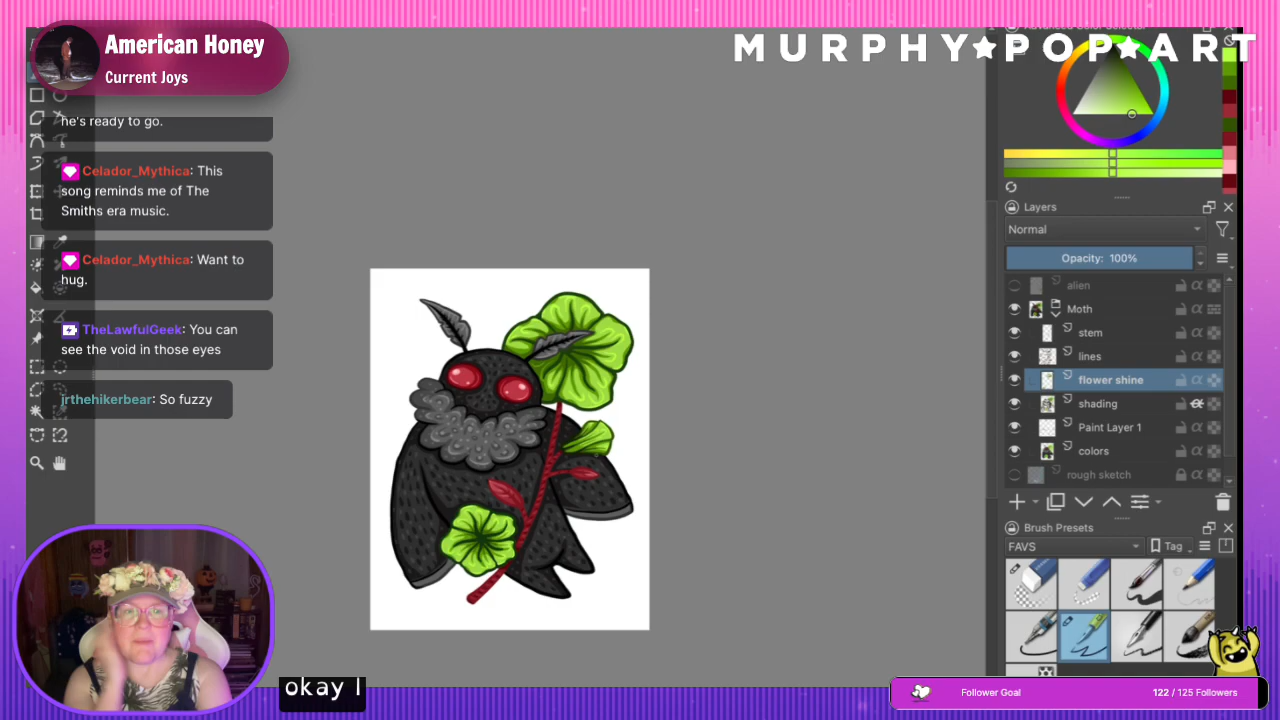 American Honey
Current Joys
MURPHY★POP★ART
he's ready to go.
Celador_Mythica: This
song reminds me of The
Smiths era music.
Celador_Mythica: Want to
hug.
TheLawfulGeek: You can
see the void in those eyes
jrthehikerbear: So fuzzy
okay I
Advanced Color Selector
Layers
Normal
Opacity: 100%
alien
Moth
stem
lines
flower shine
shading
Paint Layer 1
colors
rough sketch
Brush Presets
FAVS
Tag
Follower Goal
122 / 125 Followers